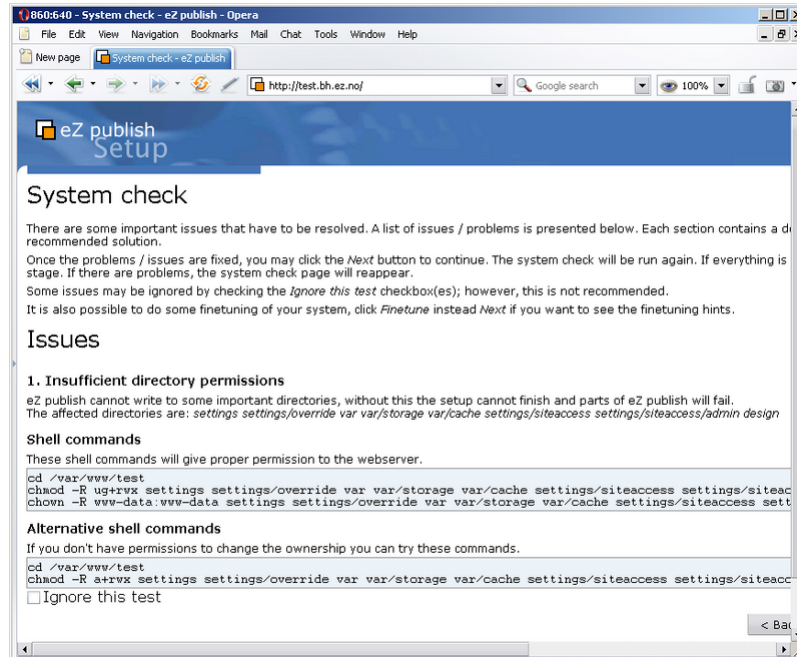 860:640 - System check - eZ publish - Opera
File Edit View Navigation Bookmarks Mail Chat Tools Window Help
New page System check - eZ publish
http://test.bh.ez.no/ Google search 100%
eZ publish
Setup
System check
There are some important issues that have to be resolved. A list of issues / problems is presented below. Each section contains a
recommended solution.
Once the problems / issues are fixed, you may click the Next button to continue. The system check will be run again. If everything is
stage. If there are problems, the system check page will reappear.
Some issues may be ignored by checking the Ignore this test checkbox(es); however, this is not recommended.
It is also possible to do some finetuning of your system, click Finetune instead Next if you want to see the finetuning hints.
Issues
1. Insufficient directory permissions
eZ publish cannot write to some important directories, without this the setup cannot finish and parts of eZ publish will fail.
The affected directories are: settings settings/override var var/storage var/cache settings/siteaccess settings/siteaccess/admin design
Shell commands
These shell commands will give proper permission to the webserver.
cd /var/www/test
chmod -R ug+rwx settings settings/override var var/storage var/cache settings/siteaccess settings/siteac
chown -R www-data:www-data settings settings/override var var/storage var/cache settings/siteaccess sett
Alternative shell commands
If you don't have permissions to change the ownership you can try these commands.
cd /var/www/test
chmod -R a+rwx settings settings/override var var/storage var/cache settings/siteaccess settings/siteacc
Ignore this test
< Bac